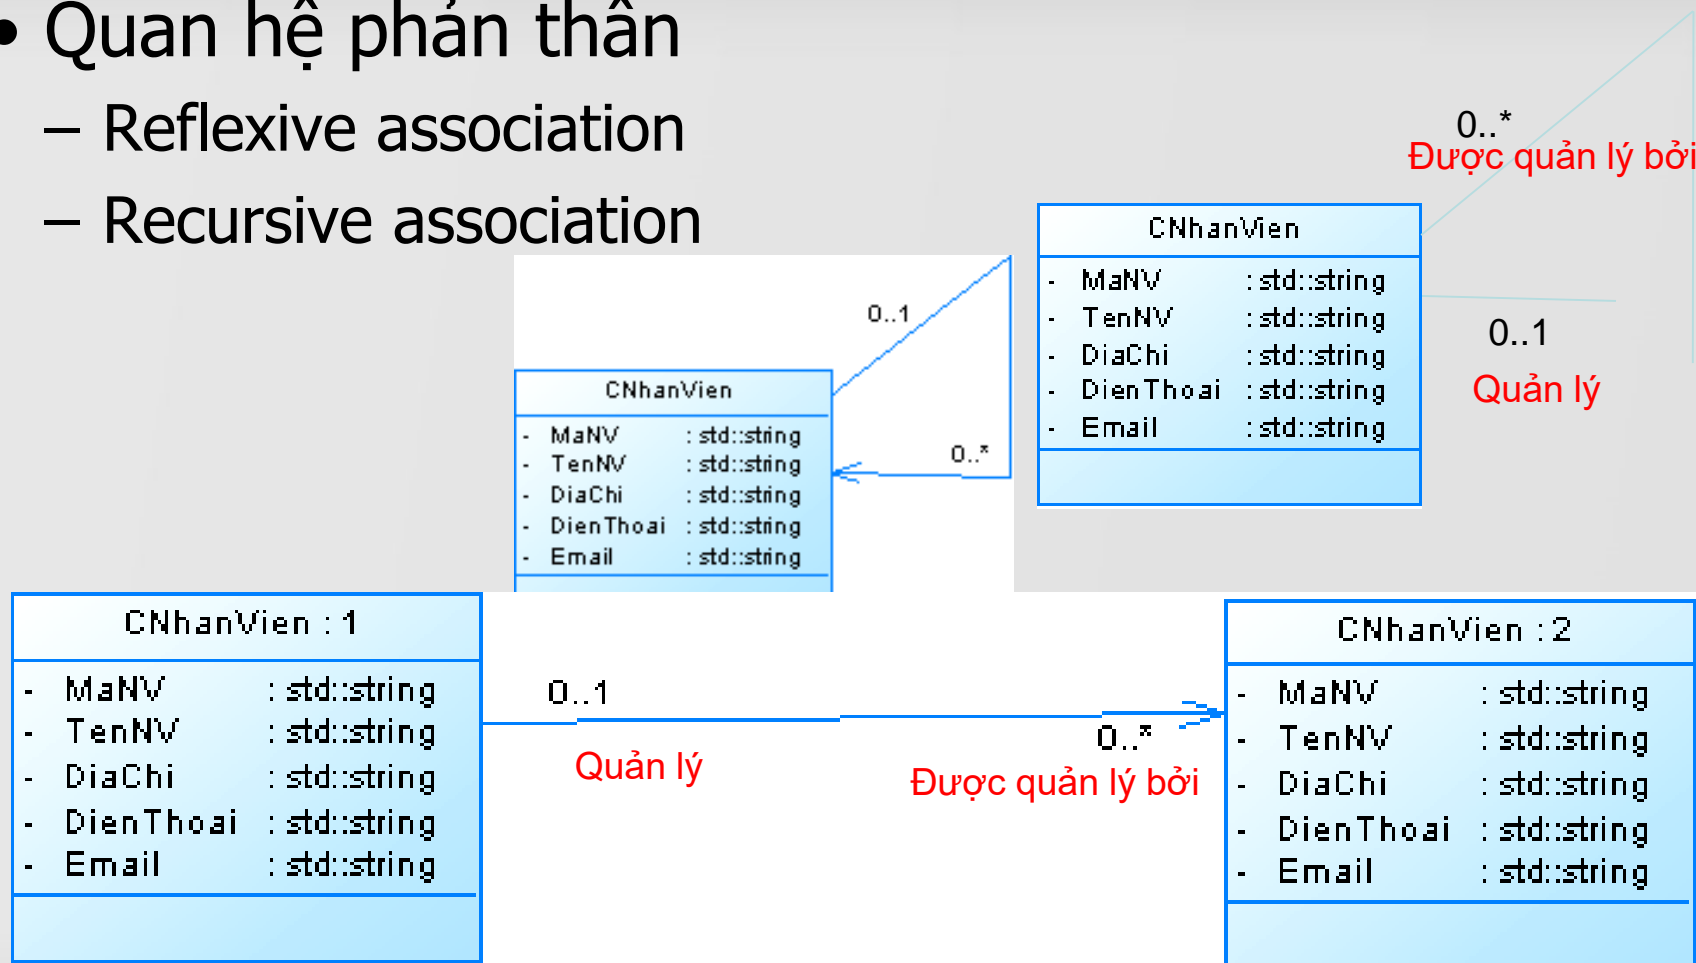 • Quan hệ phản thân
– Reflexive association
– Recursive association
0..*
Được quản lý bởi
CNhanVien
- MaNV : std::string
- TenNV : std::string
- DiaChi : std::string
- DienThoai : std::string
- Email : std::string
0..1
Quản lý
0..1
CNhanVien
- MaNV : std::string
- TenNV : std::string
- DiaChi : std::string
- DienThoai : std::string
- Email : std::string
0..*
CNhanVien : 1
- MaNV : std::string
- TenNV : std::string
- DiaChi : std::string
- DienThoai : std::string
- Email : std::string
0..1
Quản lý
0..*
Được quản lý bởi
CNhanVien : 2
- MaNV : std::string
- TenNV : std::string
- DiaChi : std::string
- DienThoai : std::string
- Email : std::string